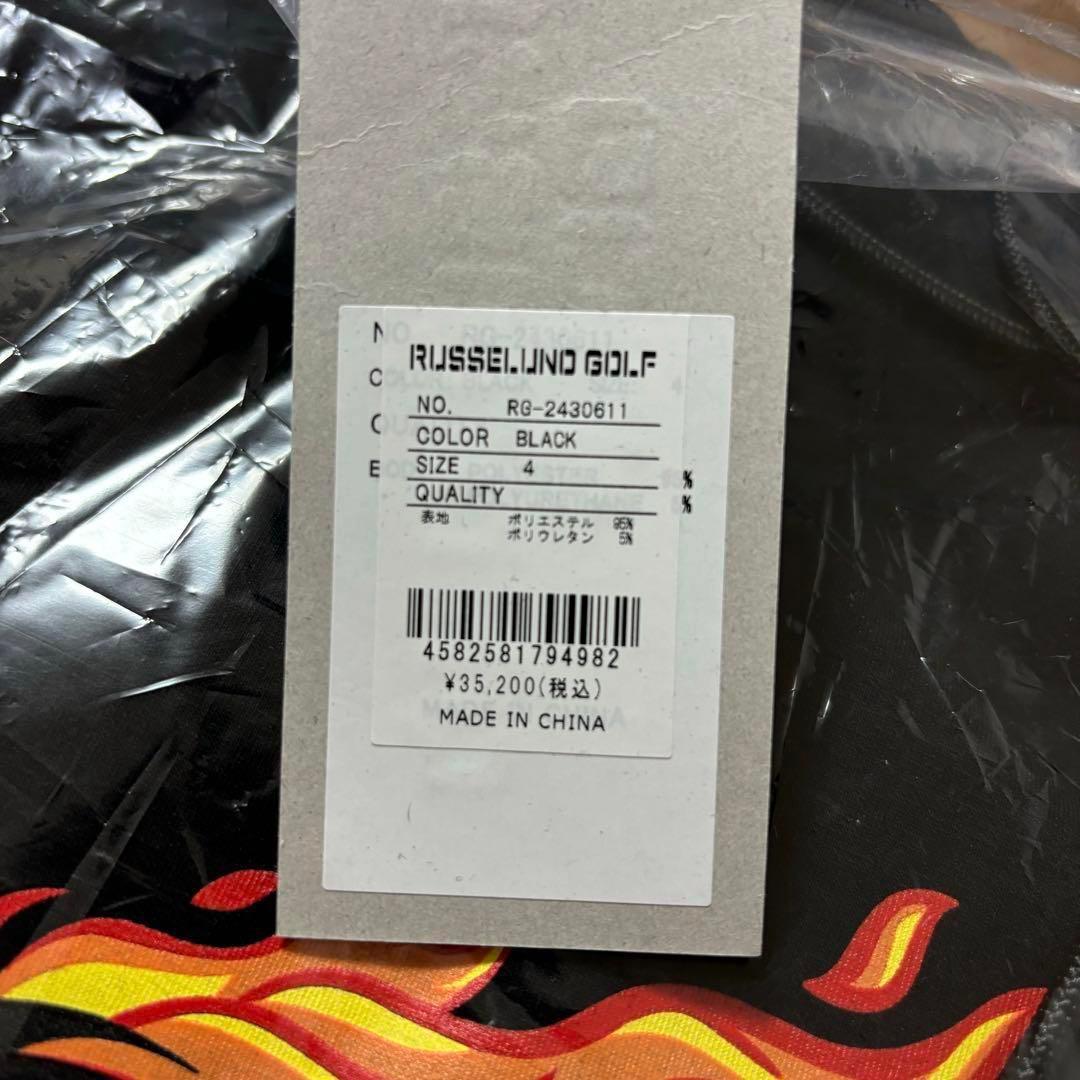 RUSSELUNO GOLF
NO. RG-2430611
COLOR BLACK
SIZE 4
QUALITY
表地 ポリエステル 95%
ポリウレタン 5%
4582581794982
¥35,200(税込)
MADE IN CHINA